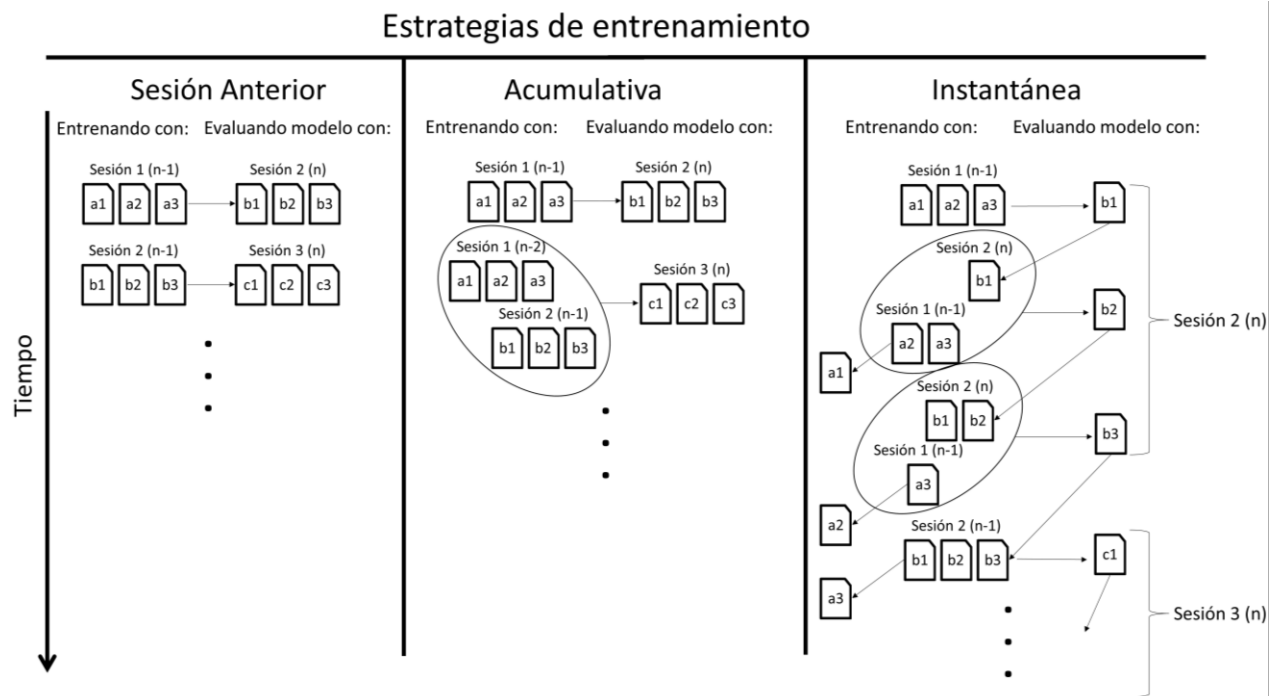 Estrategias de entrenamiento
Tiempo
Sesión Anterior
Entrenando con: Evaluando modelo con:
Sesión 1 (n-1) Sesión 2 (n)
a1 a2 a3 b1 b2 b3
Sesión 2 (n-1) Sesión 3 (n)
b1 b2 b3 c1 c2 c3
Acumulativa
Entrenando con: Evaluando modelo con:
Sesión 1 (n-1) Sesión 2 (n)
a1 a2 a3 b1 b2 b3
Sesión 1 (n-2)
a1 a2 a3
Sesión 2 (n-1)
b1 b2 b3
Sesión 3 (n)
c1 c2 c3
Instantánea
Entrenando con: Evaluando modelo con:
Sesión 1 (n-1)
a1 a2 a3 b1
Sesión 2 (n)
b1
Sesión 1 (n-1)
a2 a3
b2
a1
Sesión 2 (n)
b1 b2
Sesión 1 (n-1)
a3
b3
a2
Sesión 2 (n)
Sesión 2 (n-1)
b1 b2 b3 c1
a3
Sesión 3 (n)